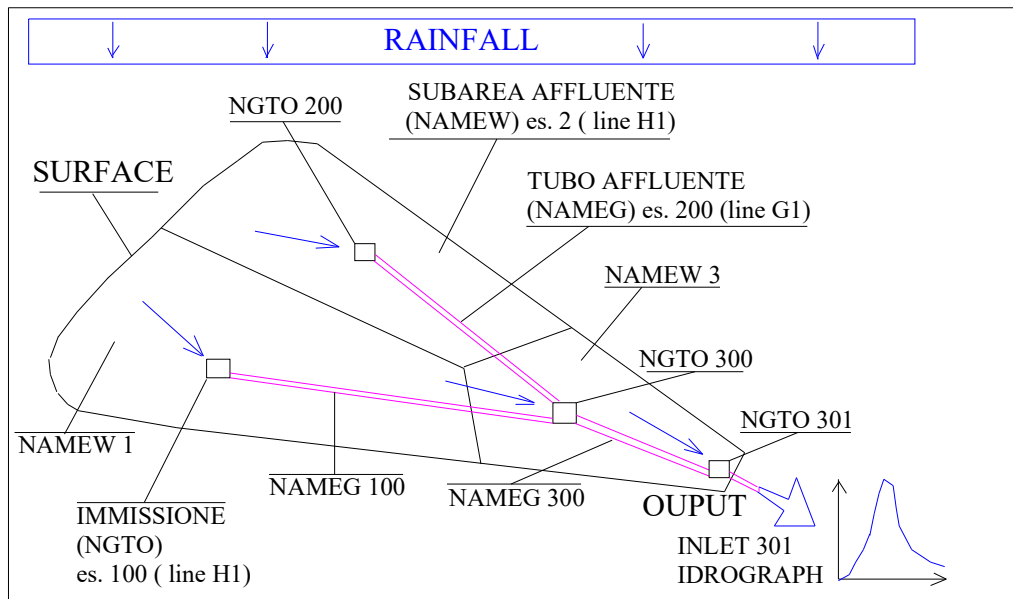 RAINFALL
SUBAREA AFFLUENTE
(NAMEW) es. 2 ( line H1)
NGTO 200
SURFACE
TUBO AFFLUENTE
(NAMEG) es. 200 (line G1)
NAMEW 3
NGTO 300
NGTO 301
NAMEW 1
NAMEG 100
NAMEG 300
OUPUT
IMMISSIONE
(NGTO)
es. 100 ( line H1)
INLET 301
IDROGRAPH